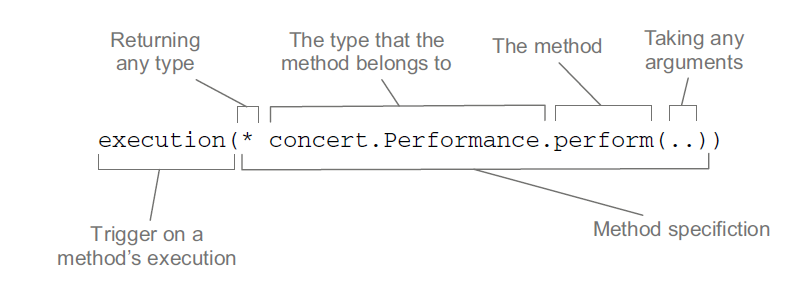 Returning
any type
The type that the
method belongs to
The method
Taking any
arguments
execution(* concert.Performance.perform(..))
Trigger on a
method’s execution
Method specifiction